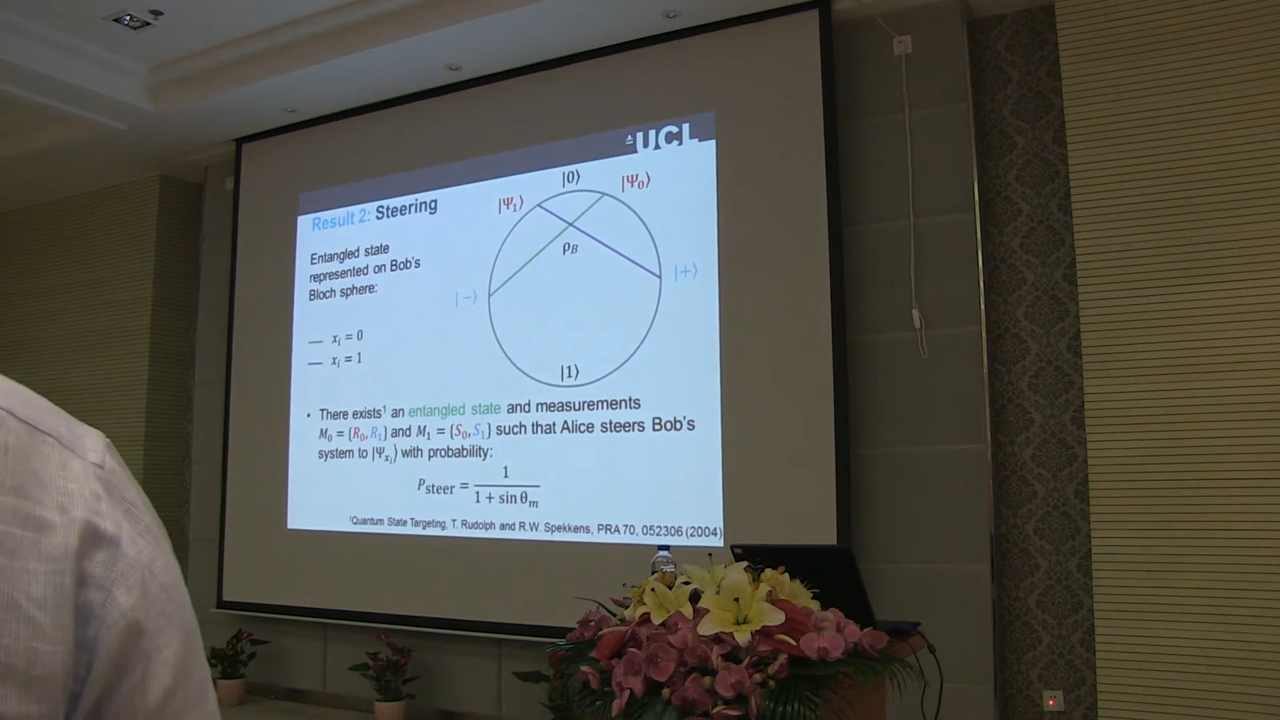 UCL
Result 2: Steering
|0⟩
|Ψ₁⟩
|Ψ₀⟩
ρ_B
|−⟩
|+⟩
|1⟩
Entangled state
represented on Bob's
Bloch sphere:
x_i = 0
x_i = 1
• There exists¹ an entangled state and measurements
M₀ = {R₀, R₁} and M₁ = {S₀, S₁} such that Alice steers Bob's
system to |Ψ_{x_i}⟩ with probability:
P_steer = 1 / (1 + sin θ_m)
¹Quantum State Targeting, T. Rudolph and R.W. Spekkens, PRA 70, 052306 (2004)